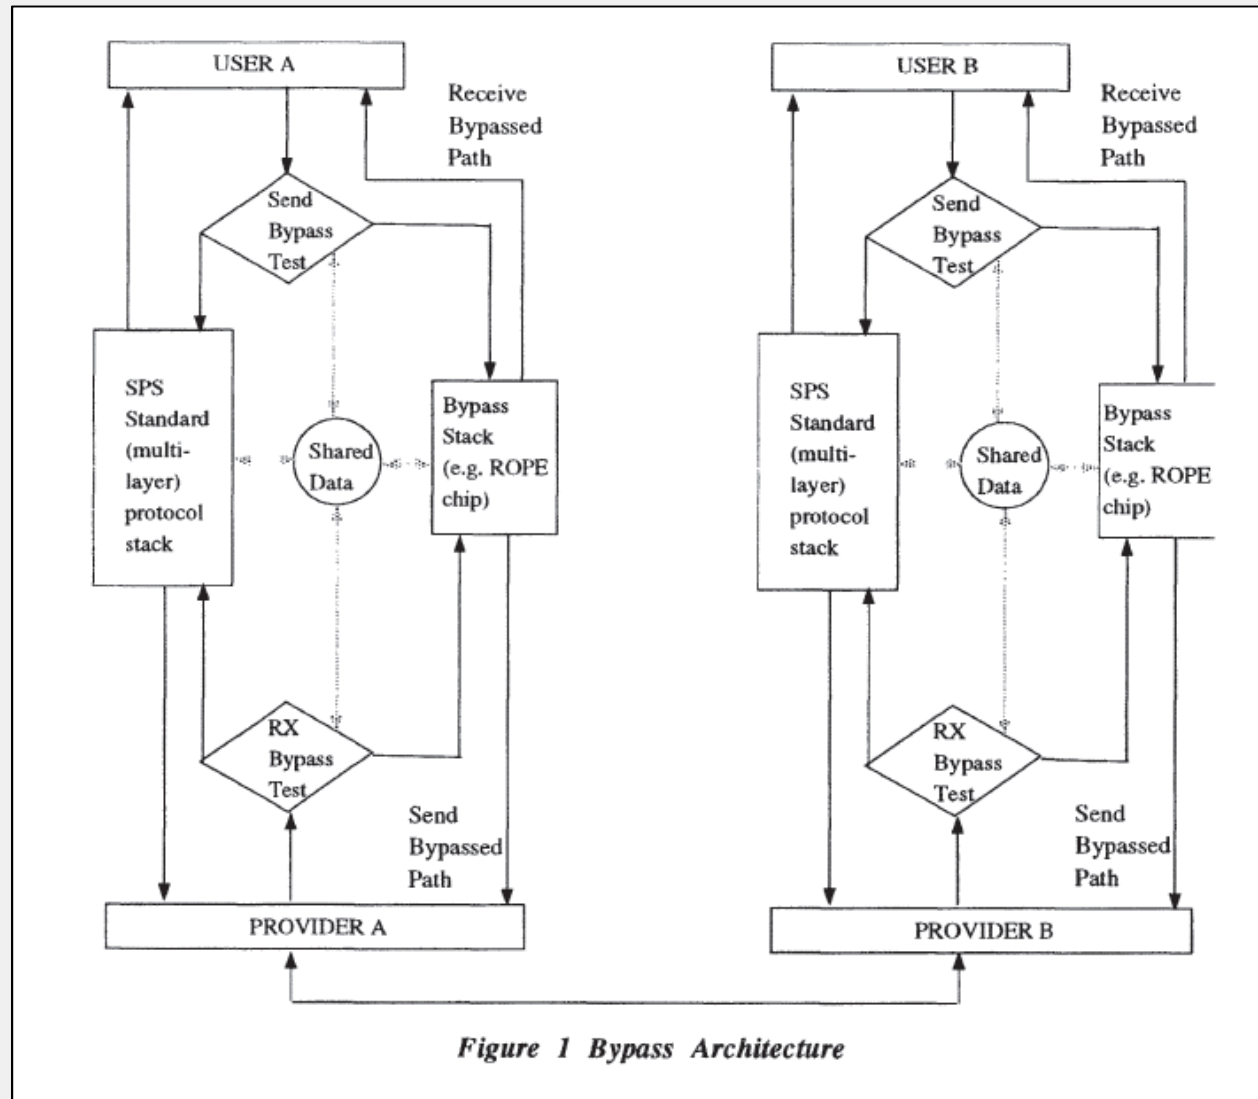 USER A
Receive
Bypassed
Path
Send
Bypass
Test
SPS
Standard
(multi-
layer)
protocol
stack
Shared
Data
Bypass
Stack
(e.g. ROPE
chip)
RX
Bypass
Test
Send
Bypassed
Path
PROVIDER A
USER B
Receive
Bypassed
Path
Send
Bypass
Test
SPS
Standard
(multi-
layer)
protocol
stack
Shared
Data
Bypass
Stack
(e.g. ROPE
chip)
RX
Bypass
Test
Send
Bypassed
Path
PROVIDER B
Figure 1 Bypass Architecture